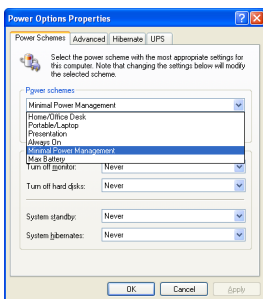 Power Options Properties
Power Schemes Advanced Hibernate UPS
Select the power scheme with the most appropriate settings for
this computer. Note that changing the settings below will modify
the selected scheme.
Power schemes
Minimal Power Management
Home/Office Desk
Portable/Laptop
Presentation
Always On
Minimal Power Management
Max Battery
Turn off monitor: Never
Turn off hard disks: Never
System standby: Never
System hibernates: Never
OK Cancel Apply